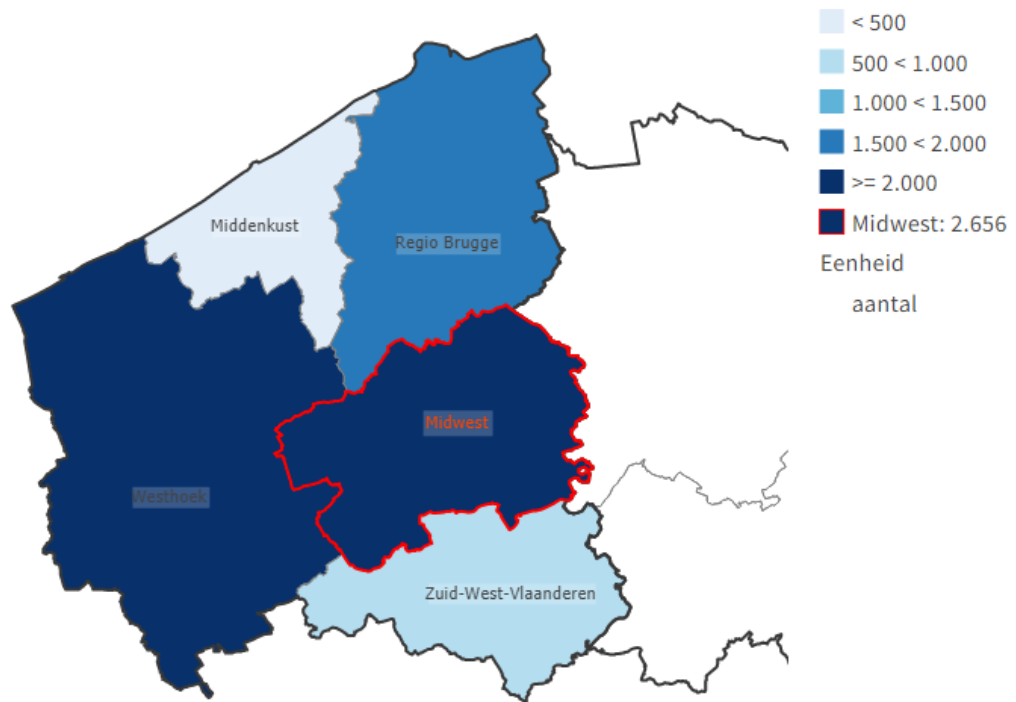 < 500
500 < 1.000
1.000 < 1.500
1.500 < 2.000
>= 2.000
Midwest: 2.656
Eenheid
aantal
Middenkust
Regio Brugge
Midwest
Westhoek
Zuid-West-Vlaanderen